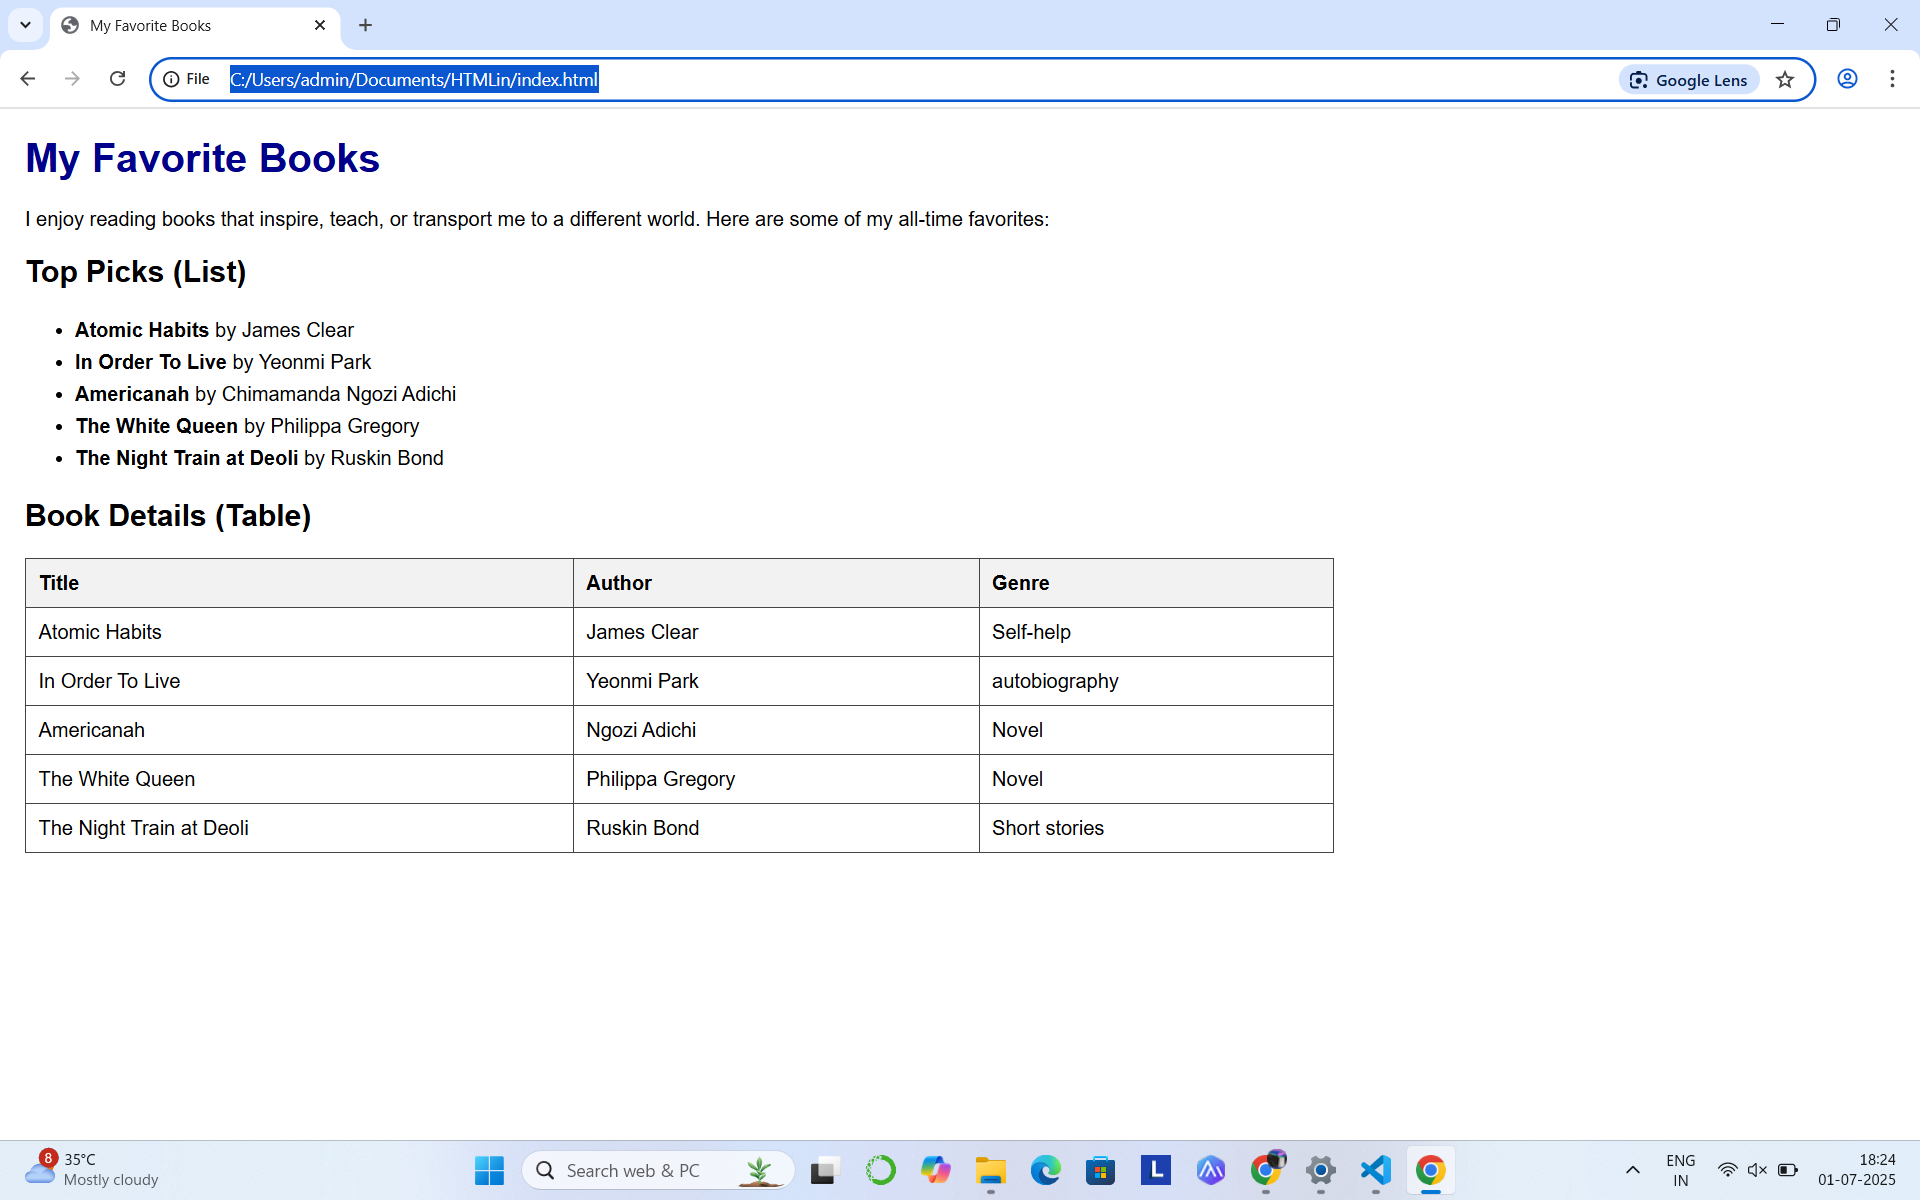 My Favorite Books
File
C:/Users/admin/Documents/HTMLin/index.html
Google Lens
My Favorite Books
I enjoy reading books that inspire, teach, or transport me to a different world. Here are some of my all-time favorites:
Top Picks (List)
• Atomic Habits by James Clear
• In Order To Live by Yeonmi Park
• Americanah by Chimamanda Ngozi Adichi
• The White Queen by Philippa Gregory
• The Night Train at Deoli by Ruskin Bond
Book Details (Table)
Title Author Genre
Atomic Habits James Clear Self-help
In Order To Live Yeonmi Park autobiography
Americanah Ngozi Adichi Novel
The White Queen Philippa Gregory Novel
The Night Train at Deoli Ruskin Bond Short stories
8
35°C
Mostly cloudy
Search web & PC
L
ENG
IN
18:24
01-07-2025